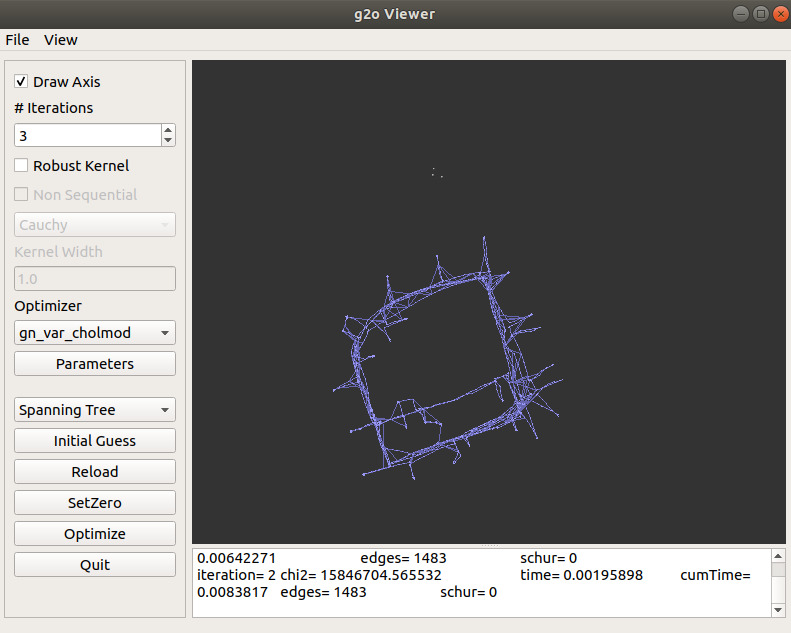 g2o Viewer
File View
Draw Axis
# Iterations
3
Robust Kernel
Non Sequential
Cauchy
Kernel Width
1.0
Optimizer
gn_var_cholmod
Parameters
Spanning Tree
Initial Guess
Reload
SetZero
Optimize
Quit
0.00642271 edges= 1483 schur= 0
iteration= 2 chi2= 15846704.565532 time= 0.00195898 cumTime=
0.0083817 edges= 1483 schur= 0